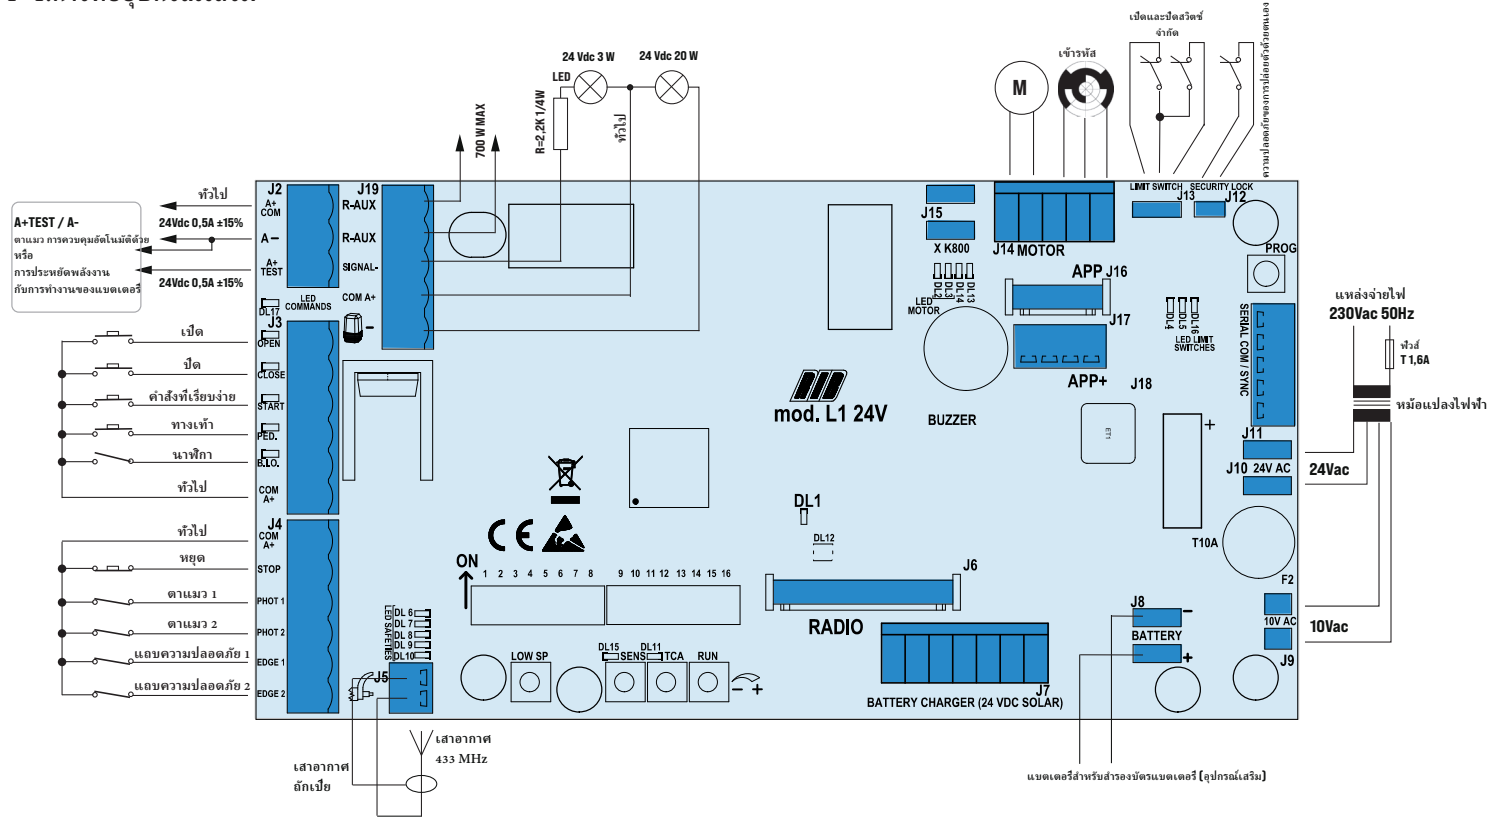 24 Vdc 3 W
24 Vdc 20 W
LED
R=2,2K 1/4W
700 W MAX
ทั่วไป
M
เข้ารหัส
เปิดและปิดสวิตช์
จำกัด
ทั่วไป
24Vdc 0,5A ±15%
24Vdc 0,5A ±15%
A+TEST / A-
ตาแมว การควบคุมอัตโนมัติด้วย
หรือ
การประหยัดพลังงาน
กับการทำงานของแบตเตอรี่
J2
A+
COM
A-
A+
TEST
LED
COMMANDS
DL17
J19
R-AUX
R-AUX
SIGNAL-
COM A+
-
J3
OPEN
CLOSE
START
PED.
B.I.O.
COM
A+
เปิด
ปิด
คำสั่งที่เรียบง่าย
ทางเท้า
นาฬิกา
ทั่วไป
J4
COM
A+
STOP
PHOT 1
PHOT 2
EDGE 1
EDGE 2
ทั่วไป
หยุด
ตาแมว 1
ตาแมว 2
แถบความปลอดภัย 1
แถบความปลอดภัย 2
J15
X K800
J14 MOTOR
LIMIT SWITCH
J13
SECURITY LOCK
J12
PROG
DL2
DL3
DL14
DL13
LED
MOTOR
APP J16
J17
APP+
J18
DL4
DL5
DL16
LED LIMIT
SWITCHES
SERIAL COM / SYNC
แหล่งจ่ายไฟ
230Vac 50Hz
ฟิวส์
T 1,6A
หม้อแปลงไฟฟ้า
mod. L1 24V
BUZZER
ET1
+
J11
J10 24V AC
24Vac
T10A
F2
10V AC
10Vac
J9
DL1
DL12
CE
ON
1 2 3 4 5 6 7 8
9 10 11 12 13 14 15 16
J6
RADIO
J8
-
BATTERY
+
LED SAFETIES
DL 6
DL 7
DL 8
DL 9
DL10
J5
LOW SP
DL15
SENS
DL11
TCA
RUN
- +
J7
BATTERY CHARGER (24 VDC SOLAR)
เสาอากาศ
433 MHz
เสาอากาศ
ถักเปีย
แบตเตอรี่สำหรับสำรองบัตรแบตเตอรี่ (อุปกรณ์เสริม)